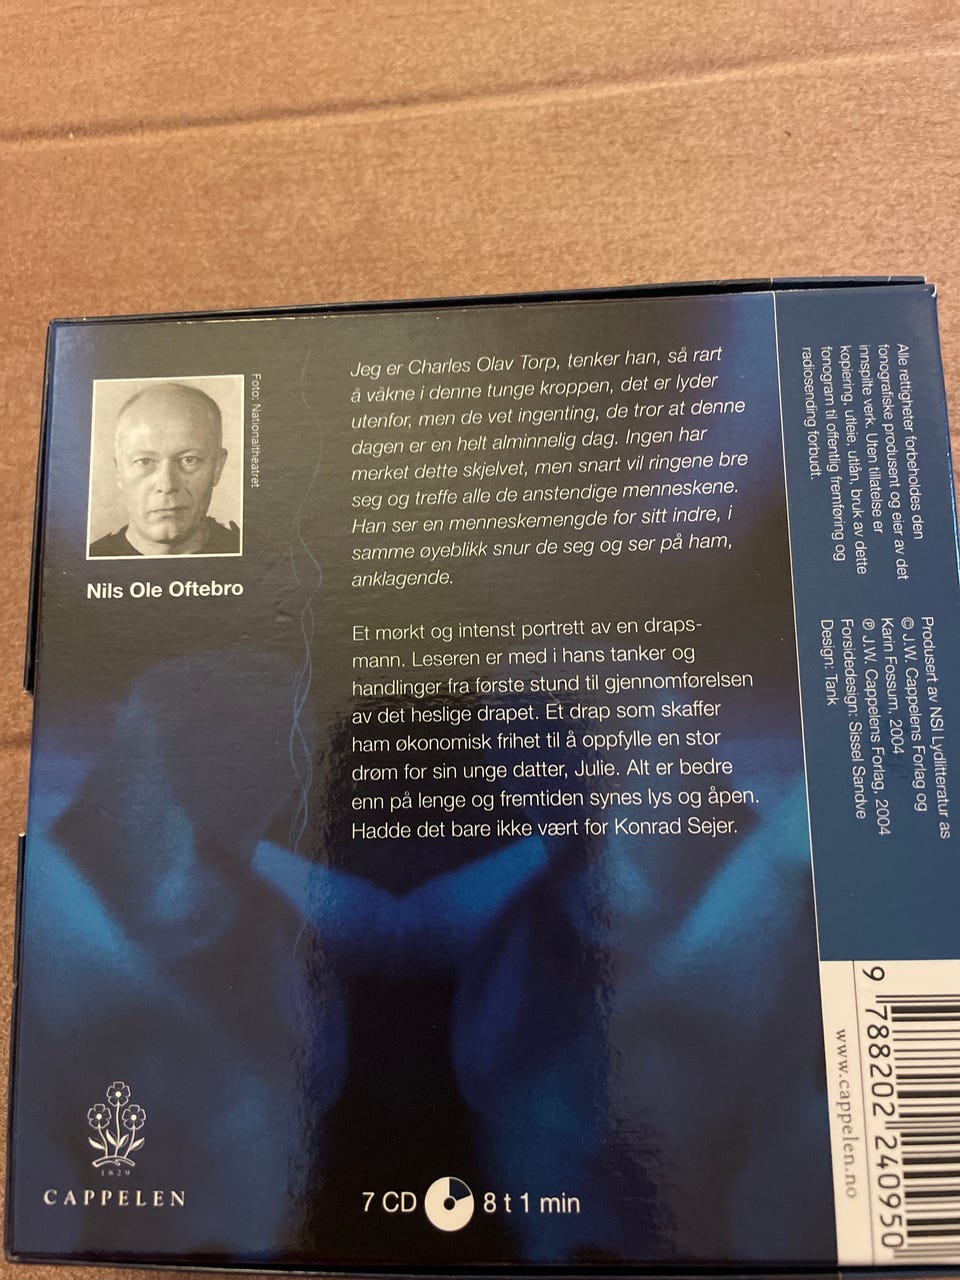 Foto: Nationaltheatret
Nils Ole Oftebro
Jeg er Charles Olav Torp, tenker han, så rart
å våkne i denne tunge kroppen, det er lyder
utenfor, men de vet ingenting, de tror at denne
dagen er en helt alminnelig dag. Ingen har
merket dette skjelvet, men snart vil ringene bre
seg og treffe alle de anstendige menneskene.
Han ser en menneskemengde for sitt indre, i
samme øyeblikk snur de seg og ser på ham,
anklagende.
Et mørkt og intenst portrett av en draps-
mann. Leseren er med i hans tanker og
handlinger fra første stund til gjennomførelsen
av det heslige drapet. Et drap som skaffer
ham økonomisk frihet til å oppfylle en stor
drøm for sin unge datter, Julie. Alt er bedre
enn på lenge og fremtiden synes lys og åpen.
Hadde det bare ikke vært for Konrad Sejer.
1829
CAPPELEN
7 CD
8 t 1 min
Alle rettigheter forbeholdes den
fonografiske produsent og eier av det
innspilte verk. Uten tillatelse er
kopiering, utleie, utlån, bruk av dette
fonogram til offentlig fremføring og
radiosending forbudt.
Produsert av NSI Lydlitteratur as
© J.W. Cappelens Forlag og
Karin Fossum, 2004
℗ J.W. Cappelens Forlag, 2004
Forsidedesign: Sissel Sandve
Design: Tank
9 788202 240950
www.cappelen.no